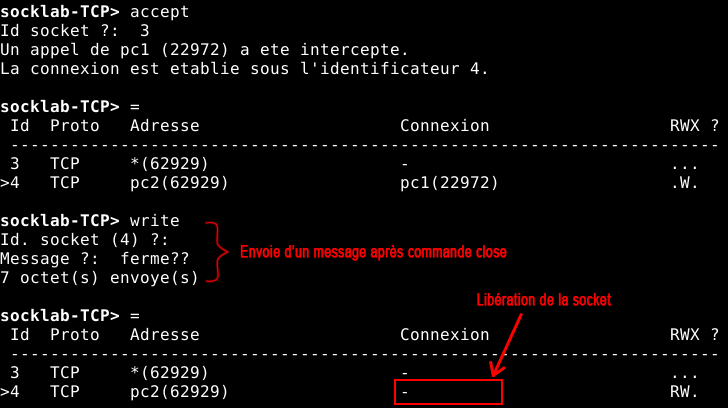 socklab-TCP> accept
Id socket ?:  3
Un appel de pc1 (22972) a ete intercepte.
La connexion est etablie sous l'identificateur 4.
socklab-TCP> =
Id  Proto   Adresse                    Connexion                  RWX ?
-----------------------------------------------------------------------
3   TCP     *(62929)                   -                          ...
>4   TCP     pc2(62929)                 pc1(22972)                 .W.
socklab-TCP> write
Id. socket (4) ?:
Message ?:  ferme??
7 octet(s) envoye(s)
Envoie d'un message après commande close
Libération de la socket
socklab-TCP> =
Id  Proto   Adresse                    Connexion                  RWX ?
-----------------------------------------------------------------------
3   TCP     *(62929)                   -                          ...
>4   TCP     pc2(62929)                 -                          RW.